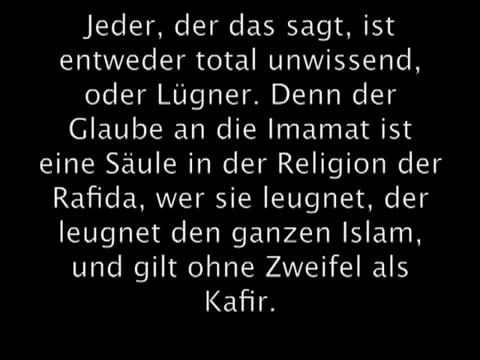 Jeder, der das sagt, ist
entweder total unwissend,
oder Lügner. Denn der
Glaube an die Imamat ist
eine Säule in der Religion der
Rafida, wer sie leugnet, der
leugnet den ganzen Islam,
und gilt ohne Zweifel als
Kafir.